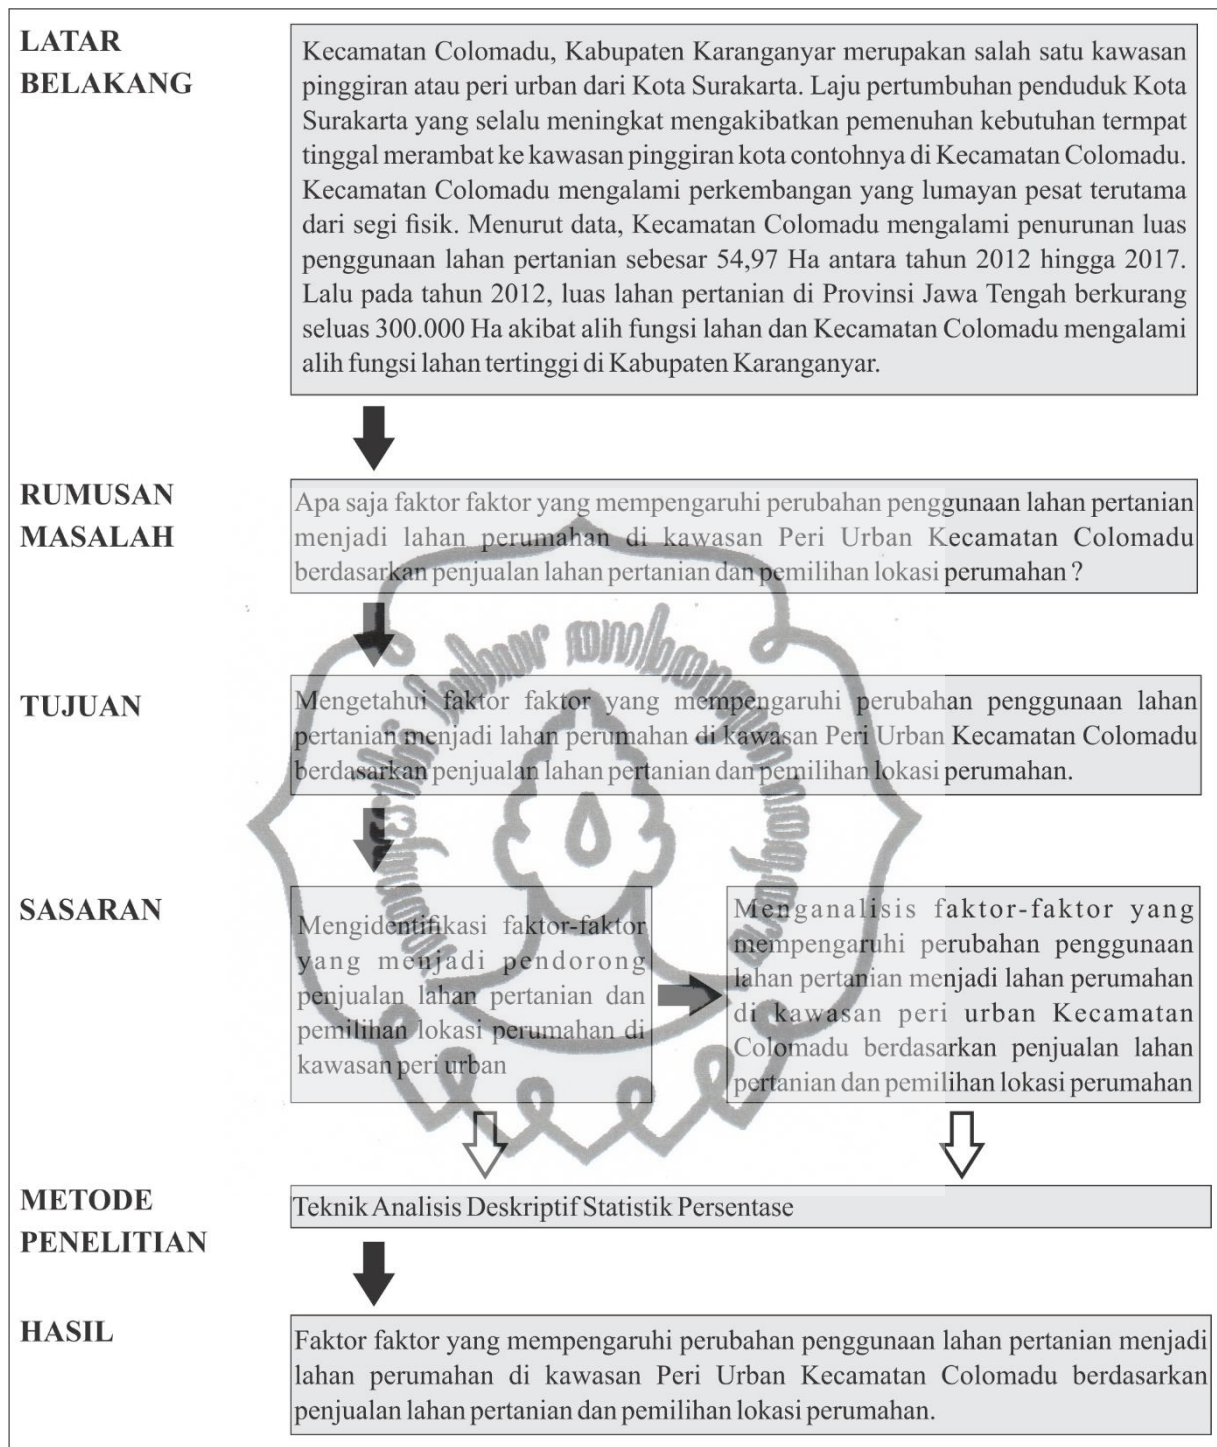 LATAR
BELAKANG
Kecamatan Colomadu, Kabupaten Karanganyar merupakan salah satu kawasan
pinggiran atau peri urban dari Kota Surakarta. Laju pertumbuhan penduduk Kota
Surakarta yang selalu meningkat mengakibatkan pemenuhan kebutuhan termpat
tinggal merambat ke kawasan pinggiran kota contohnya di Kecamatan Colomadu.
Kecamatan Colomadu mengalami perkembangan yang lumayan pesat terutama
dari segi fisik. Menurut data, Kecamatan Colomadu mengalami penurunan luas
penggunaan lahan pertanian sebesar 54,97 Ha antara tahun 2012 hingga 2017.
Lalu pada tahun 2012, luas lahan pertanian di Provinsi Jawa Tengah berkurang
seluas 300.000 Ha akibat alih fungsi lahan dan Kecamatan Colomadu mengalami
alih fungsi lahan tertinggi di Kabupaten Karanganyar.
RUMUSAN
MASALAH
Apa saja faktor faktor yang mempengaruhi perubahan penggunaan lahan pertanian
menjadi lahan perumahan di kawasan Peri Urban Kecamatan Colomadu
berdasarkan penjualan lahan pertanian dan pemilihan lokasi perumahan ?
TUJUAN
Mengetahui faktor faktor yang mempengaruhi perubahan penggunaan lahan
pertanian menjadi lahan perumahan di kawasan Peri Urban Kecamatan Colomadu
berdasarkan penjualan lahan pertanian dan pemilihan lokasi perumahan.
SASARAN
Mengidentifikasi faktor-faktor
yang menjadi pendorong
penjualan lahan pertanian dan
pemilihan lokasi perumahan di
kawasan peri urban
Menganalisis faktor-faktor yang
mempengaruhi perubahan penggunaan
lahan pertanian menjadi lahan perumahan
di kawasan peri urban Kecamatan
Colomadu berdasarkan penjualan lahan
pertanian dan pemilihan lokasi perumahan
METODE
PENELITIAN
Teknik Analisis Deskriptif Statistik Persentase
HASIL
Faktor faktor yang mempengaruhi perubahan penggunaan lahan pertanian menjadi
lahan perumahan di kawasan Peri Urban Kecamatan Colomadu berdasarkan
penjualan lahan pertanian dan pemilihan lokasi perumahan.